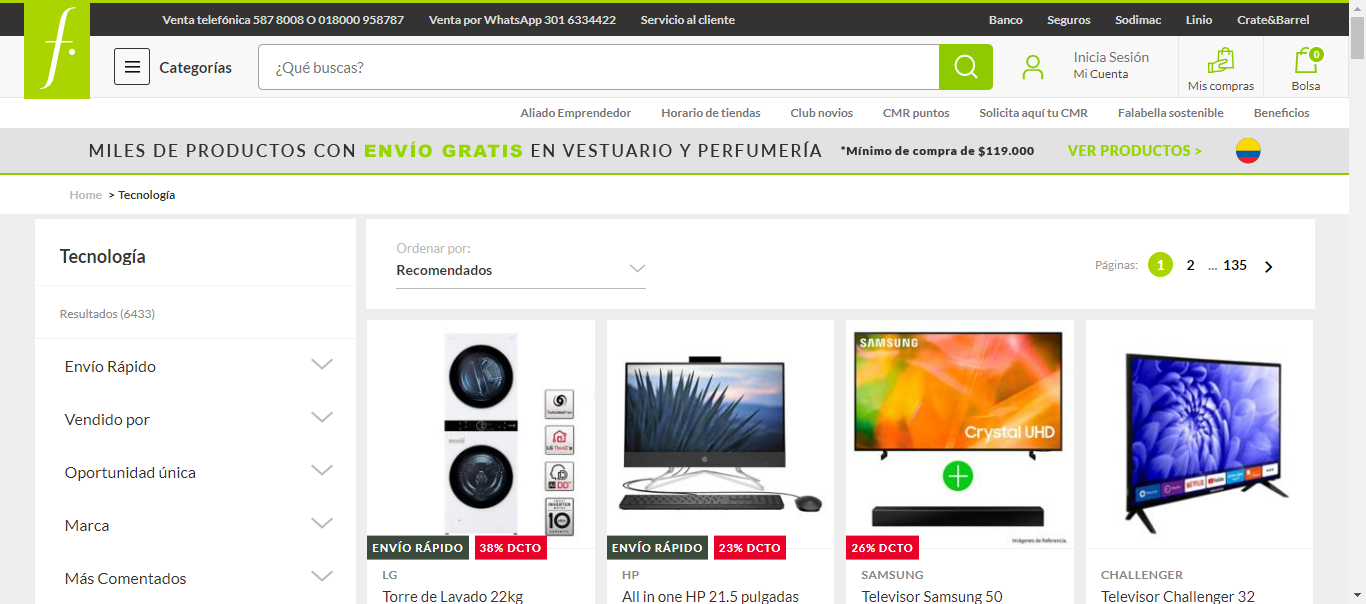 Venta telefónica 587 8008 O 018000 958787 Venta por WhatsApp 301 6334422 Servicio al cliente Banco Seguros Sodimac Linio Crate&Barrel
f.
Categorías ¿Qué buscas? Inicia Sesión Mi Cuenta Mis compras 0 Bolsa
Aliado Emprendedor Horario de tiendas Club novios CMR puntos Solicita aquí tu CMR Falabella sostenible Beneficios
MILES DE PRODUCTOS CON ENVÍO GRATIS EN VESTUARIO Y PERFUMERÍA *Mínimo de compra de $119.000 VER PRODUCTOS >
Home > Tecnología
Tecnología
Resultados (6433)
Envío Rápido
Vendido por
Oportunidad única
Marca
Más Comentados
Ordenar por:
Recomendados
Páginas: 1 2 ... 135
LG ThinQ
AI DD
10
ENVÍO RÁPIDO 38% DCTO
LG
Torre de Lavado 22kg
ENVÍO RÁPIDO 23% DCTO
HP
All in one HP 21.5 pulgadas
SAMSUNG
Crystal UHD
Imágenes de Referencia.
26% DCTO
SAMSUNG
Televisor Samsung 50
NETFLIX
CHALLENGER
Televisor Challenger 32